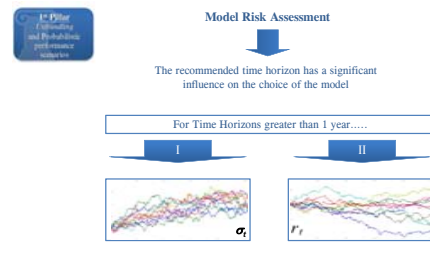 1st Pillar
Unbundling
and Probabilistic
performance
scenarios
Model Risk Assessment
The recommended time horizon has a significant
influence on the choice of the model
For Time Horizons greater than 1 year…..
I
II
σt
rt